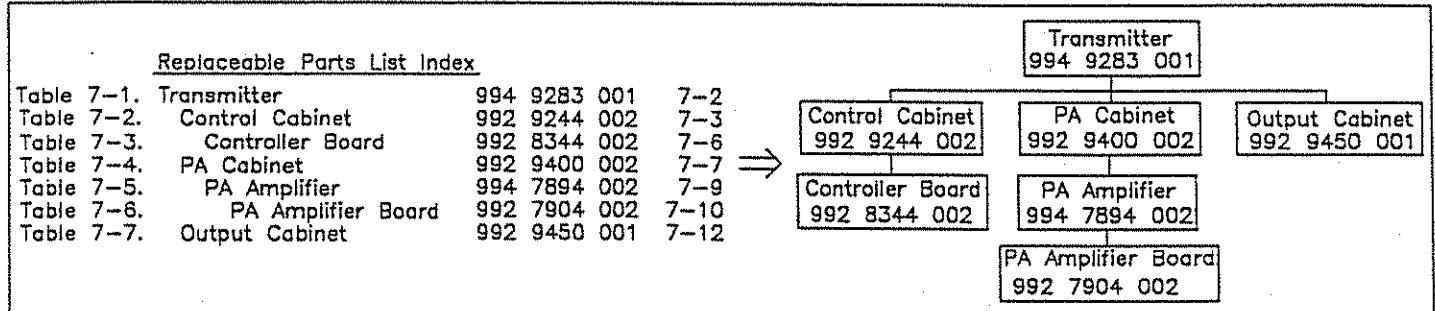 Replaceable Parts List Index
Table 7-1. Transmitter 994 9283 001 7-2
Table 7-2. Control Cabinet 992 9244 002 7-3
Table 7-3. Controller Board 992 8344 002 7-6
Table 7-4. PA Cabinet 992 9400 002 7-7
Table 7-5. PA Amplifier 994 7894 002 7-9
Table 7-6. PA Amplifier Board 992 7904 002 7-10
Table 7-7. Output Cabinet 992 9450 001 7-12
Transmitter
994 9283 001
Control Cabinet
992 9244 002
PA Cabinet
992 9400 002
Output Cabinet
992 9450 001
Controller Board
992 8344 002
PA Amplifier
994 7894 002
PA Amplifier Board
992 7904 002